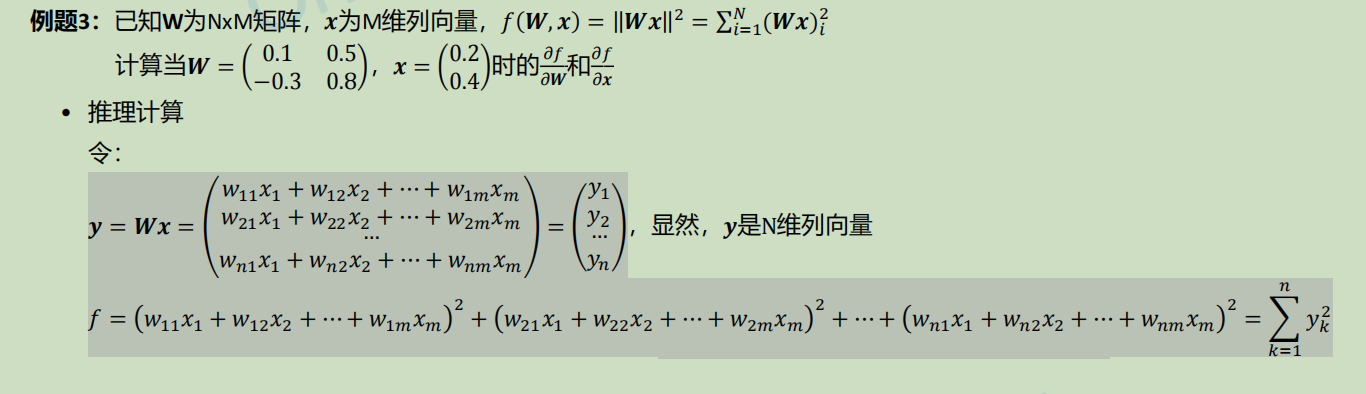 例题3：已知W为NxM矩阵，x为M维列向量，f(W, x) = ‖Wx‖² = ∑ᵢ₌₁ᴺ(Wx)ᵢ²
计算当W = (0.1 0.5; −0.3 0.8)，x = (0.2; 0.4)时的∂f/∂W和∂f/∂x
• 推理计算
令：
y = Wx = (w₁₁x₁ + w₁₂x₂ + ⋯ + w₁ₘxₘ; w₂₁x₁ + w₂₂x₂ + ⋯ + w₂ₘxₘ; …; wₙ₁x₁ + wₙ₂x₂ + ⋯ + wₙₘxₘ) = (y₁; y₂; …; yₙ)，显然，y是N维列向量
f = (w₁₁x₁ + w₁₂x₂ + ⋯ + w₁ₘxₘ)² + (w₂₁x₁ + w₂₂x₂ + ⋯ + w₂ₘxₘ)² + ⋯ + (wₙ₁x₁ + wₙ₂x₂ + ⋯ + wₙₘxₘ)² = ∑ₖ₌₁ⁿ yₖ²